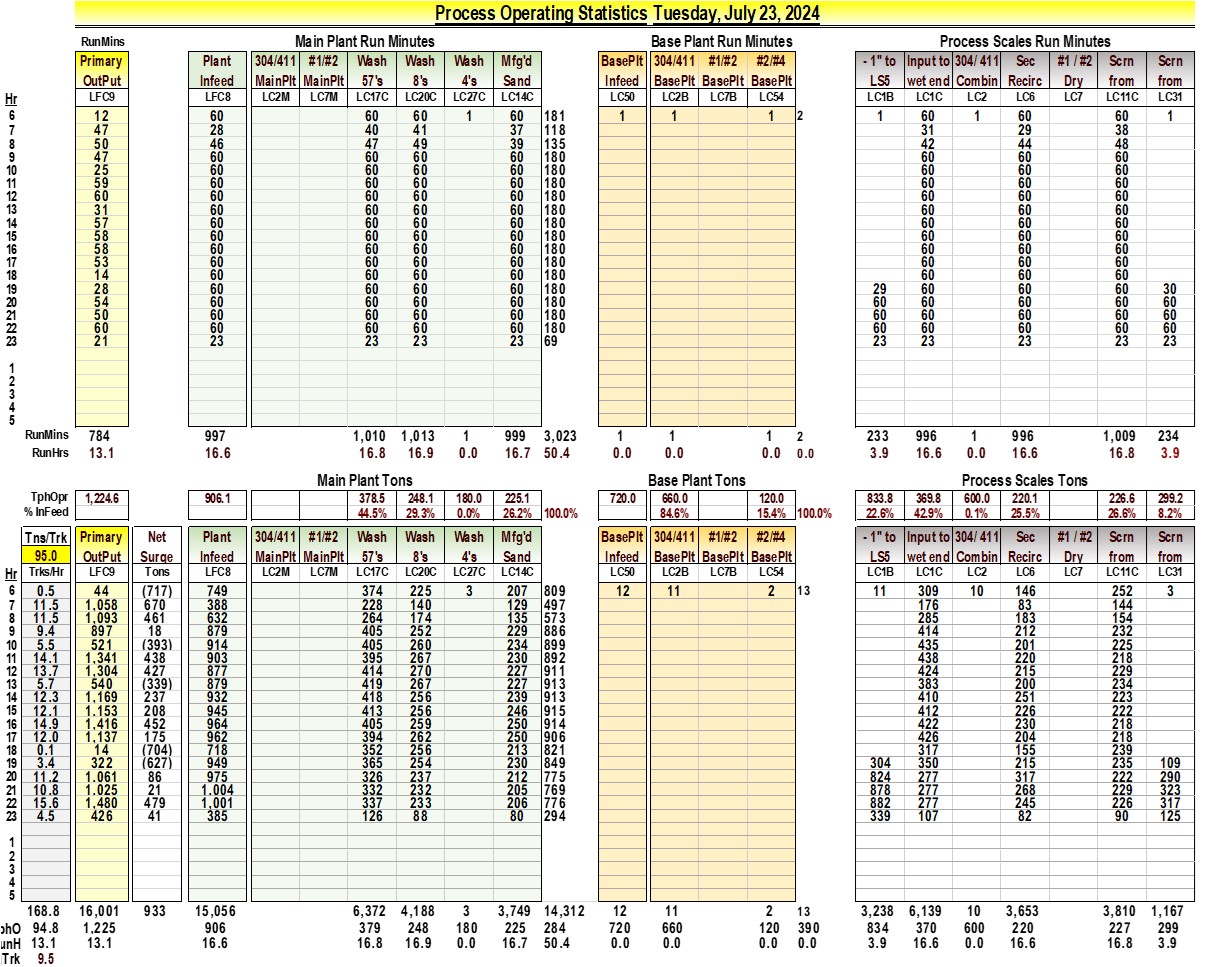 Process Operating Statistics Tuesday, July 23, 2024
RunMins Main Plant Run Minutes Base Plant Run Minutes Process Scales Run Minutes
Primary Plant 304/411 #1/#2 Wash Wash Wash Mfg'd BasePlt 304/411 #1/#2 #2/#4 - 1" to Input to 304/ 411 Sec #1 / #2 Scrn Scrn
OutPut Infeed MainPlt MainPlt 57's 8's 4's Sand Infeed BasePlt BasePlt BasePlt LS5 wet end Combin Recirc Dry from from
Hr LFC9 LFC8 LC2M LC7M LC17C LC20C LC27C LC14C LC50 LC2B LC7B LC54 LC1B LC1C LC2 LC6 LC7 LC11C LC31
6 12 60 60 60 1 60 181 1 1 1 2 1 60 1 60 60 1
7 47 28 40 41 37 118 31 29 38
8 50 46 47 49 39 135 42 44 48
9 47 60 60 60 60 180 60 60 60
10 25 60 60 60 60 180 60 60 60
11 59 60 60 60 60 180 60 60 60
12 60 60 60 60 60 180 60 60 60
13 31 60 60 60 60 180 60 60 60
14 57 60 60 60 60 180 60 60 60
15 58 60 60 60 60 180 60 60 60
16 58 60 60 60 60 180 60 60 60
17 53 60 60 60 60 180 60 60 60
18 14 60 60 60 60 180 60 60 60
19 28 60 60 60 60 180 29 60 60 60 30
20 54 60 60 60 60 180 60 60 60 60 60
21 50 60 60 60 60 180 60 60 60 60 60
22 60 60 60 60 60 180 60 60 60 60 60
23 21 23 23 23 23 69 23 23 23 23 23
1
2
3
4
5
RunMins 784 997 1,010 1,013 1 999 3,023 1 1 1 2 233 996 1 996 1,009 234
RunHrs 13.1 16.6 16.8 16.9 0.0 16.7 50.4 0.0 0.0 0.0 0.0 3.9 16.6 0.0 16.6 16.8 3.9
Main Plant Tons Base Plant Tons Process Scales Tons
TphOpr 1,224.6 906.1 378.5 248.1 180.0 225.1 720.0 660.0 120.0 833.8 369.8 600.0 220.1 226.6 299.2
% InFeed 44.5% 29.3% 0.0% 26.2% 100.0% 84.6% 15.4% 100.0% 22.6% 42.9% 0.1% 25.5% 26.6% 8.2%
Tns/Trk Primary Net Plant 304/411 #1/#2 Wash Wash Wash Mfg'd BasePlt 304/411 #1/#2 #2/#4 - 1" to Input to 304/ 411 Sec #1 / #2 Scrn Scrn
95.0 OutPut Surge Infeed MainPlt MainPlt 57's 8's 4's Sand Infeed BasePlt BasePlt BasePlt LS5 wet end Combin Recirc Dry from from
Hr Trks/Hr LFC9 Tons LFC8 LC2M LC7M LC17C LC20C LC27C LC14C LC50 LC2B LC7B LC54 LC1B LC1C LC2 LC6 LC7 LC11C LC31
6 0.5 44 (717) 749 374 225 3 207 809 12 11 2 13 11 309 10 146 252 3
7 11.5 1,058 670 388 228 140 129 497 176 83 144
8 11.5 1,093 461 632 264 174 135 573 285 183 154
9 9.4 897 18 879 405 252 229 886 414 212 232
10 5.5 521 (393) 914 405 260 234 899 435 201 225
11 14.1 1,341 438 903 395 267 230 892 438 220 218
12 13.7 1,304 427 877 414 270 227 911 424 215 229
13 5.7 540 (339) 879 419 267 227 913 383 200 234
14 12.3 1,169 237 932 418 256 239 913 410 251 223
15 12.1 1,153 208 945 413 256 246 915 412 226 222
16 14.9 1,416 452 964 405 259 250 914 422 230 218
17 12.0 1,137 175 962 394 262 250 906 426 204 218
18 0.1 14 (704) 718 352 256 213 821 317 155 239
19 3.4 322 (627) 949 365 254 230 849 304 350 215 235 109
20 11.2 1,061 86 975 326 237 212 775 824 277 317 222 290
21 10.8 1,025 21 1,004 332 232 205 769 878 277 268 229 323
22 15.6 1,480 479 1,001 337 233 206 776 882 277 245 226 317
23 4.5 426 41 385 126 88 80 294 339 107 82 90 125
1
2
3
4
5
168.8 16,001 933 15,056 6,372 4,188 3 3,749 14,312 12 11 2 13 3,238 6,139 10 3,653 3,810 1,167
phO 94.8 1,225 906 379 248 180 225 284 720 660 120 390 834 370 600 220 227 299
unH 13.1 13.1 16.6 16.8 16.9 0.0 16.7 50.4 0.0 0.0 0.0 0.0 3.9 16.6 0.0 16.6 16.8 3.9
Trk 9.5